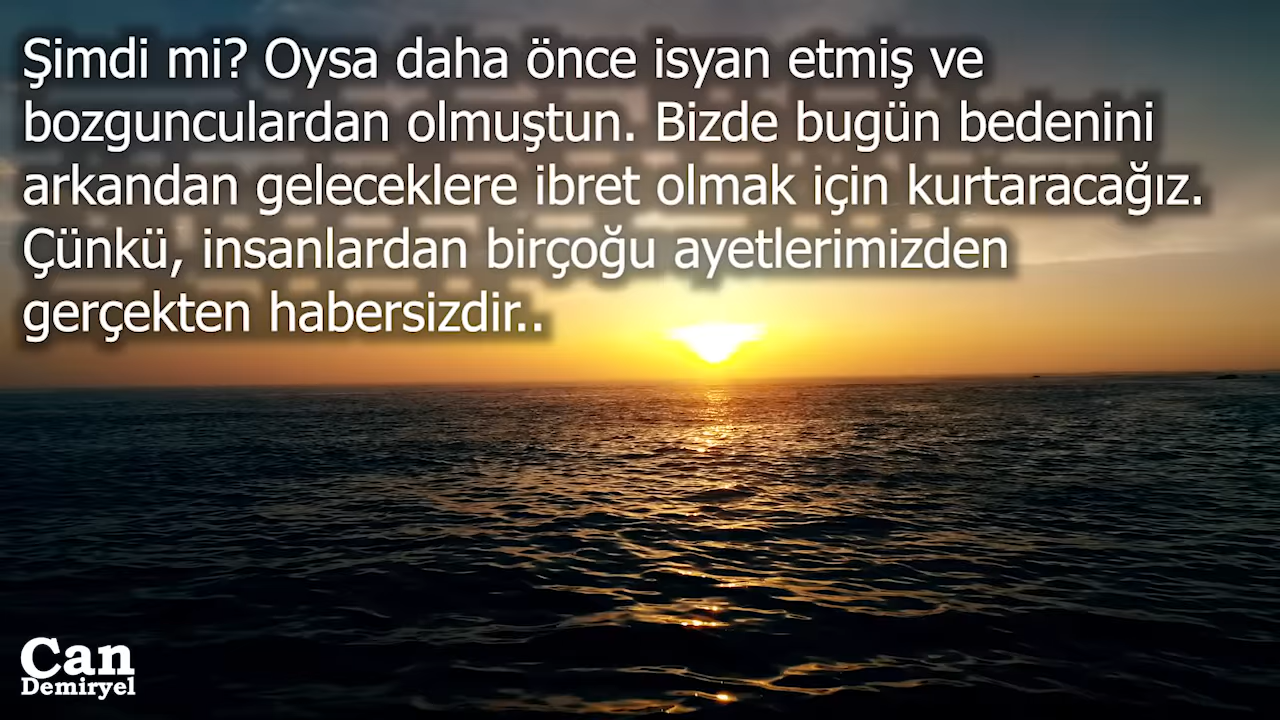 Şimdi mi? Oysa daha önce isyan etmiş ve
bozgunculardan olmuştun. Bizde bugün bedenini
arkandan geleceklere ibret olmak için kurtaracağız.
Çünkü, insanlardan birçoğu ayetlerimizden
gerçekten habersizdir..
Can
Demiryel